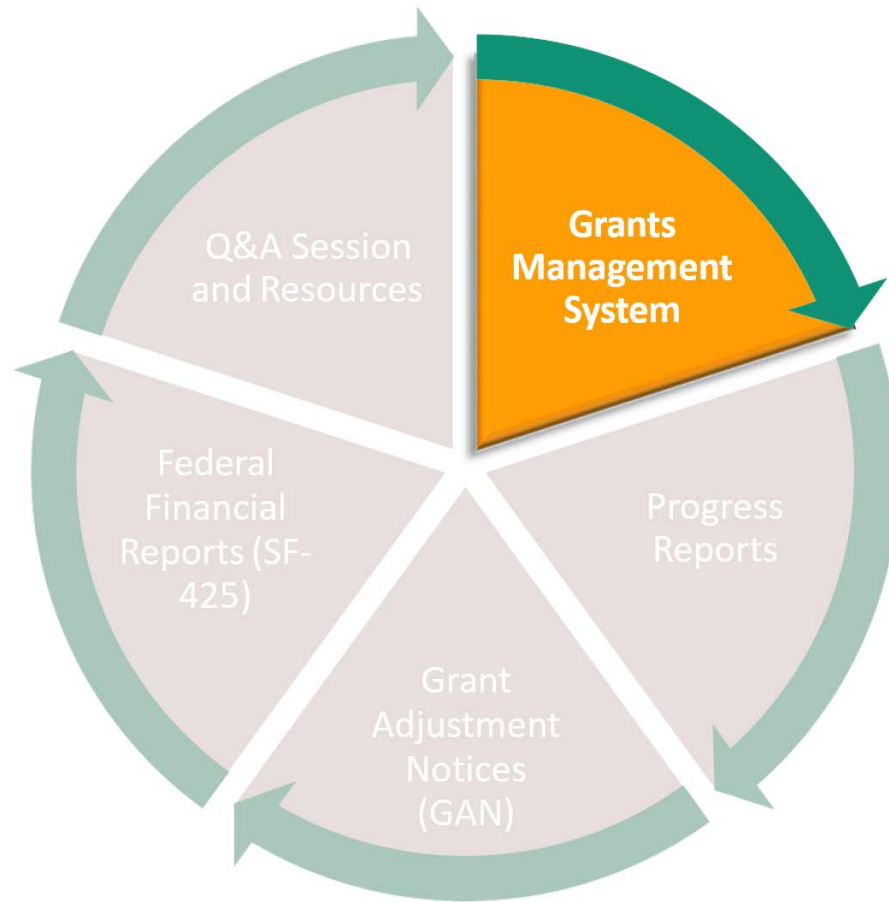 Grants
Management
System
Progress
Reports
Grant
Adjustment
Notices
(GAN)
Federal
Financial
Reports (SF-
425)
Q&A Session
and Resources